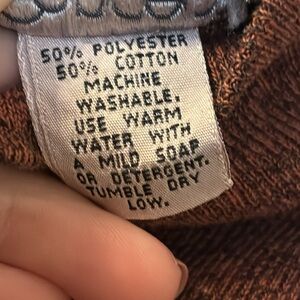 50% POLYESTER
50% COTTON
MACHINE
WASHABLE.
USE WARM
WATER WITH
A MILD SOAP
OR DETERGENT.
TUMBLE DRY
LOW.